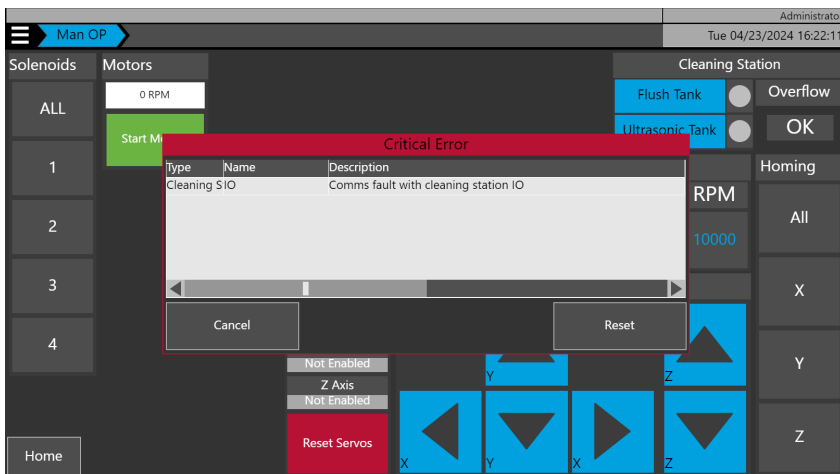 Administrato
Man OP
Tue 04/23/2024 16:22:11
Solenoids
Motors
Cleaning Station
0 RPM
Flush Tank
Overflow
ALL
Start M
Ultrasonic Tank
OK
Critical Error
Type Name Description
Cleaning S IO Comms fault with cleaning station IO
1
Homing
RPM
All
2
10000
3
X
Cancel
Reset
4
Not Enabled
Y
Z
Y
Z Axis
Not Enabled
Reset Servos
Z
Home
X
Y
X
Z